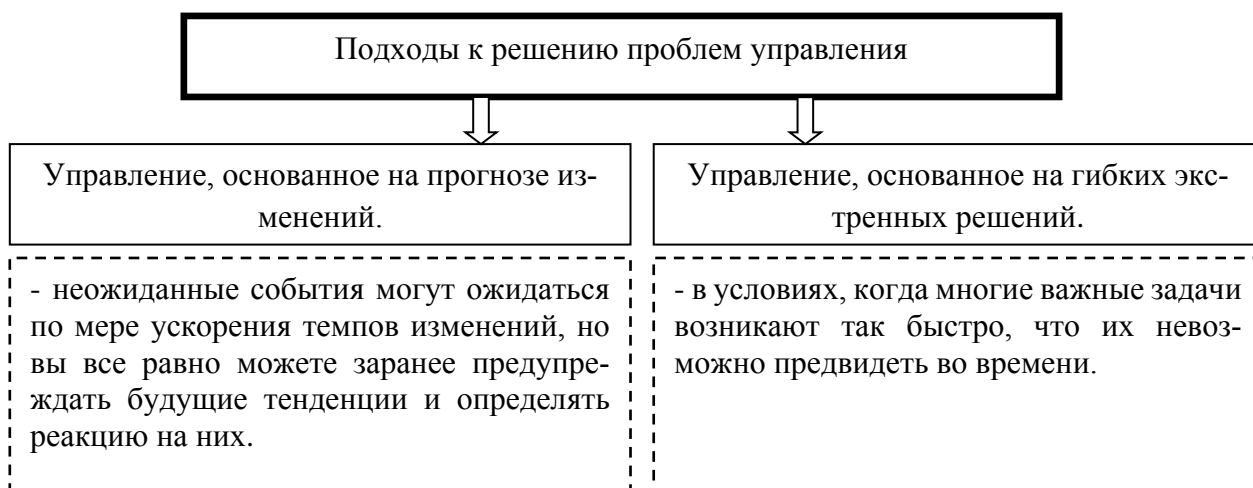 Подходы к решению проблем управления
Управление, основанное на прогнозе из-
менений.
Управление, основанное на гибких экс-
тренных решений.
- неожиданные события могут ожидаться
по мере ускорения темпов изменений, но
вы все равно можете заранее предупре-
ждать будущие тенденции и определять
реакцию на них.
- в условиях, когда многие важные задачи
возникают так быстро, что их невоз-
можно предвидеть во времени.